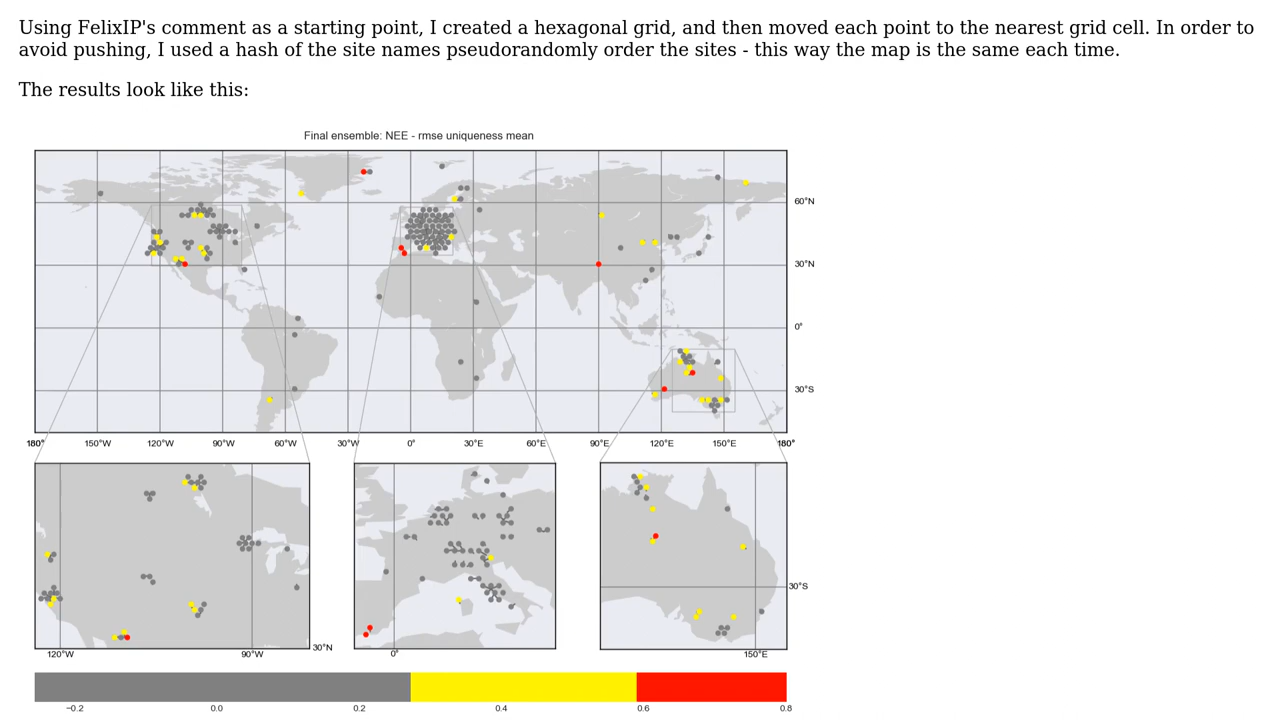 Using FelixIP's comment as a starting point, I created a hexagonal grid, and then moved each point to the nearest grid cell. In order to
avoid pushing, I used a hash of the site names pseudorandomly order the sites - this way the map is the same each time.
The results look like this:
Final ensemble: NEE - rmse uniqueness mean
60°N
30°N
0°
30°S
180° 150°W 120°W 90°W 60°W 30°W 0° 30°E 60°E 90°E 120°E 150°E 180°
30°S
30°N
120°W 90°W 0° 150°E
−0.2 0.0 0.2 0.4 0.6 0.8